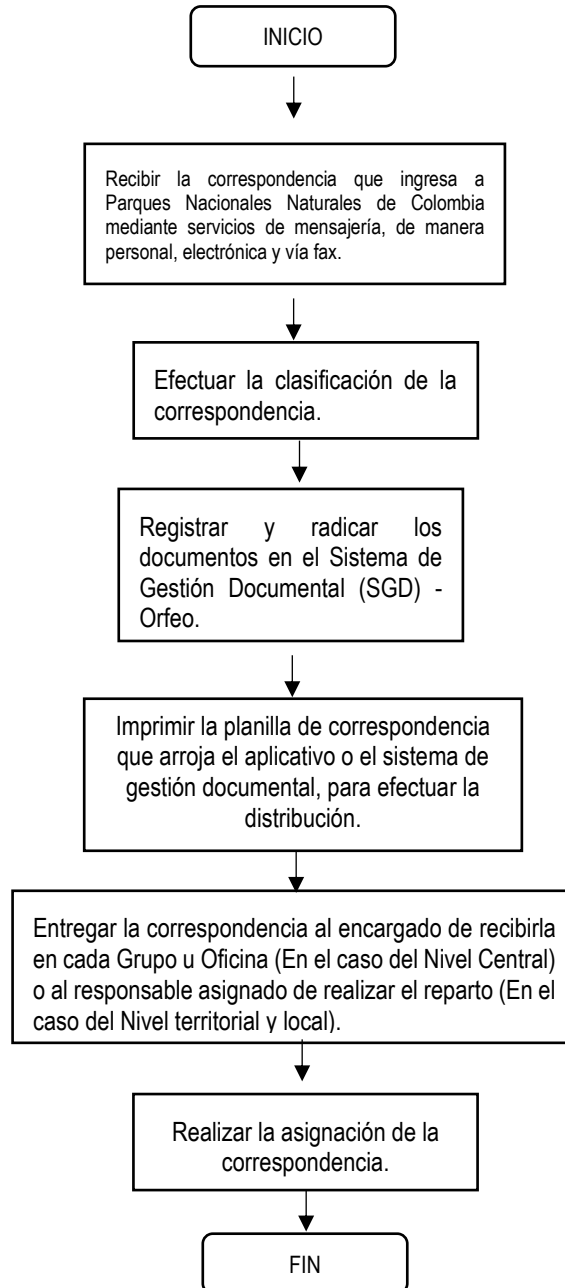 INICIO
Recibir la correspondencia que ingresa a
Parques Nacionales Naturales de Colombia
mediante servicios de mensajería, de manera
personal, electrónica y vía fax.
Efectuar la clasificación de la
correspondencia.
Registrar y radicar los
documentos en el Sistema de
Gestión Documental (SGD) -
Orfeo.
Imprimir la planilla de correspondencia
que arroja el aplicativo o el sistema de
gestión documental, para efectuar la
distribución.
Entregar la correspondencia al encargado de recibirla
en cada Grupo u Oficina (En el caso del Nivel Central)
o al responsable asignado de realizar el reparto (En el
caso del Nivel territorial y local).
Realizar la asignación de la
correspondencia.
FIN